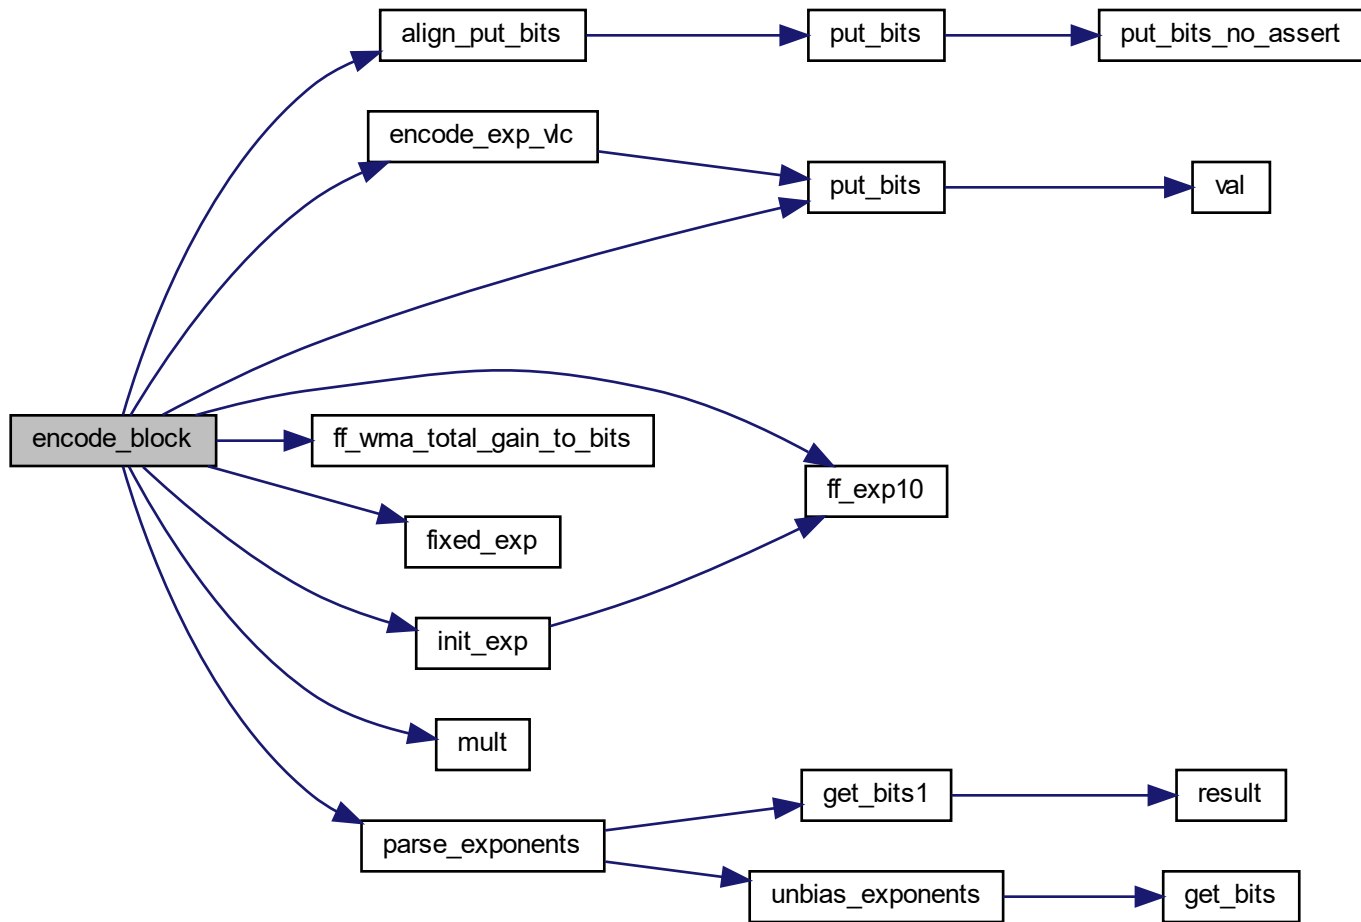 align_put_bits
put_bits
put_bits_no_assert
encode_exp_vlc
put_bits
val
encode_block
ff_wma_total_gain_to_bits
ff_exp10
fixed_exp
init_exp
mult
get_bits1
result
parse_exponents
unbias_exponents
get_bits